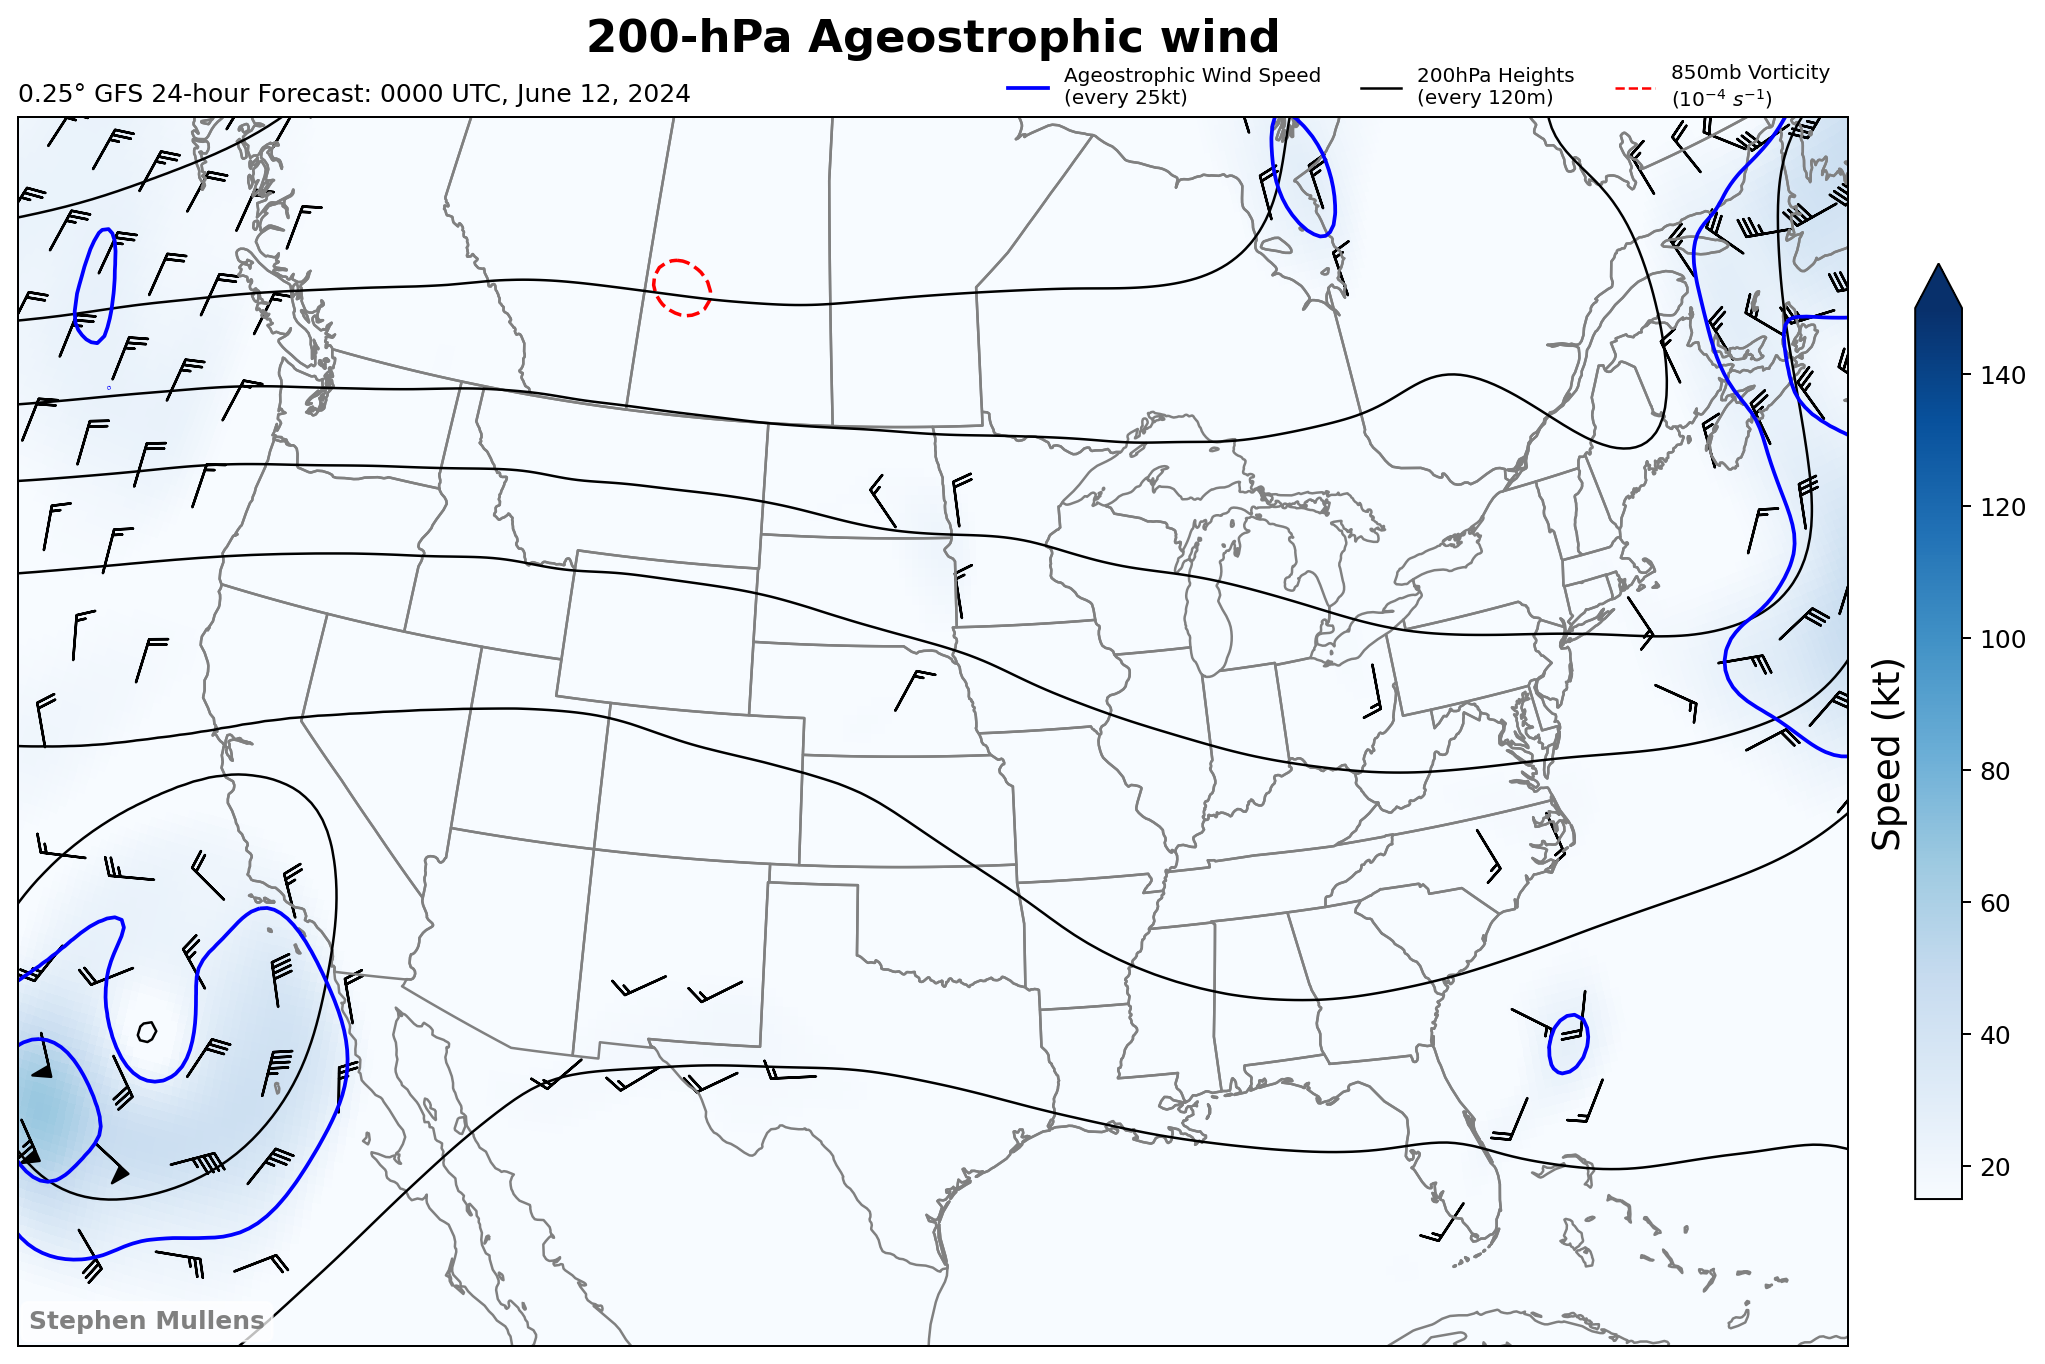 200-hPa Ageostrophic wind
0.25° GFS 24-hour Forecast: 0000 UTC, June 12, 2024
Ageostrophic Wind Speed
(every 25kt)
200hPa Heights
(every 120m)
850mb Vorticity
(10⁻⁴ s⁻¹)
140
120
100
80
60
40
20
Speed (kt)
Stephen Mullens